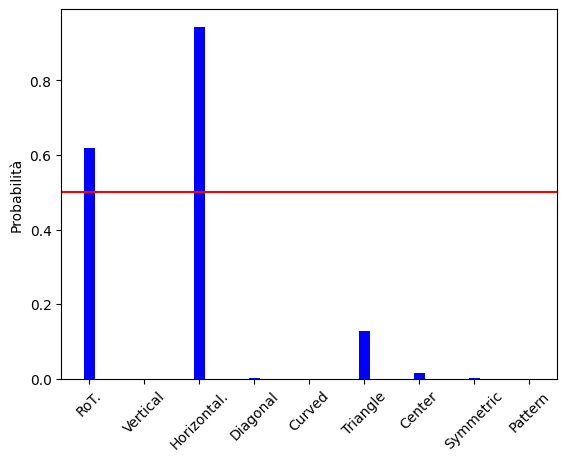 Probabilità
0.8
0.6
0.4
0.2
0.0
RoT.
Vertical
Horizontal.
Diagonal
Curved
Triangle
Center
Symmetric
Pattern